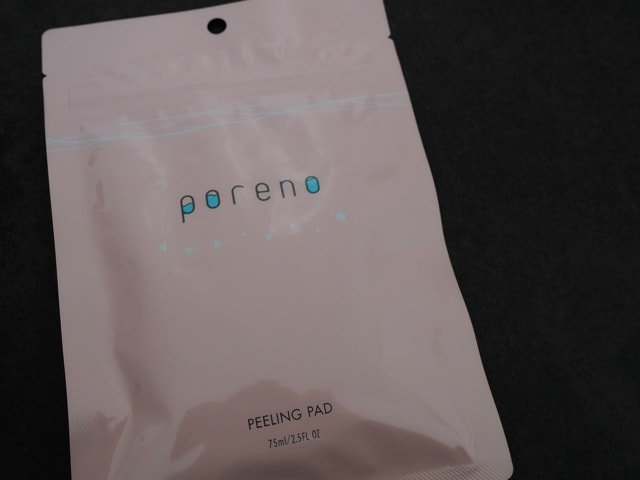 poreno
PEELING PAD
75ml/2.5FL OZ